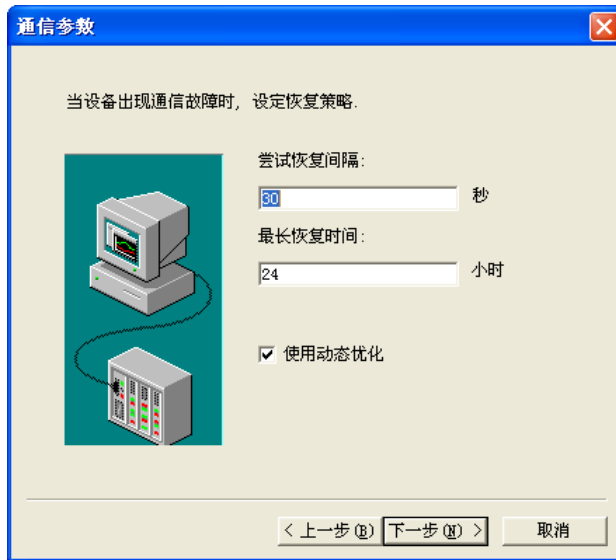 通信参数
当设备出现通信故障时，设定恢复策略.
尝试恢复间隔:
30 秒
最长恢复时间:
24 小时
使用动态优化
< 上一步(B) 下一步(N) > 取消